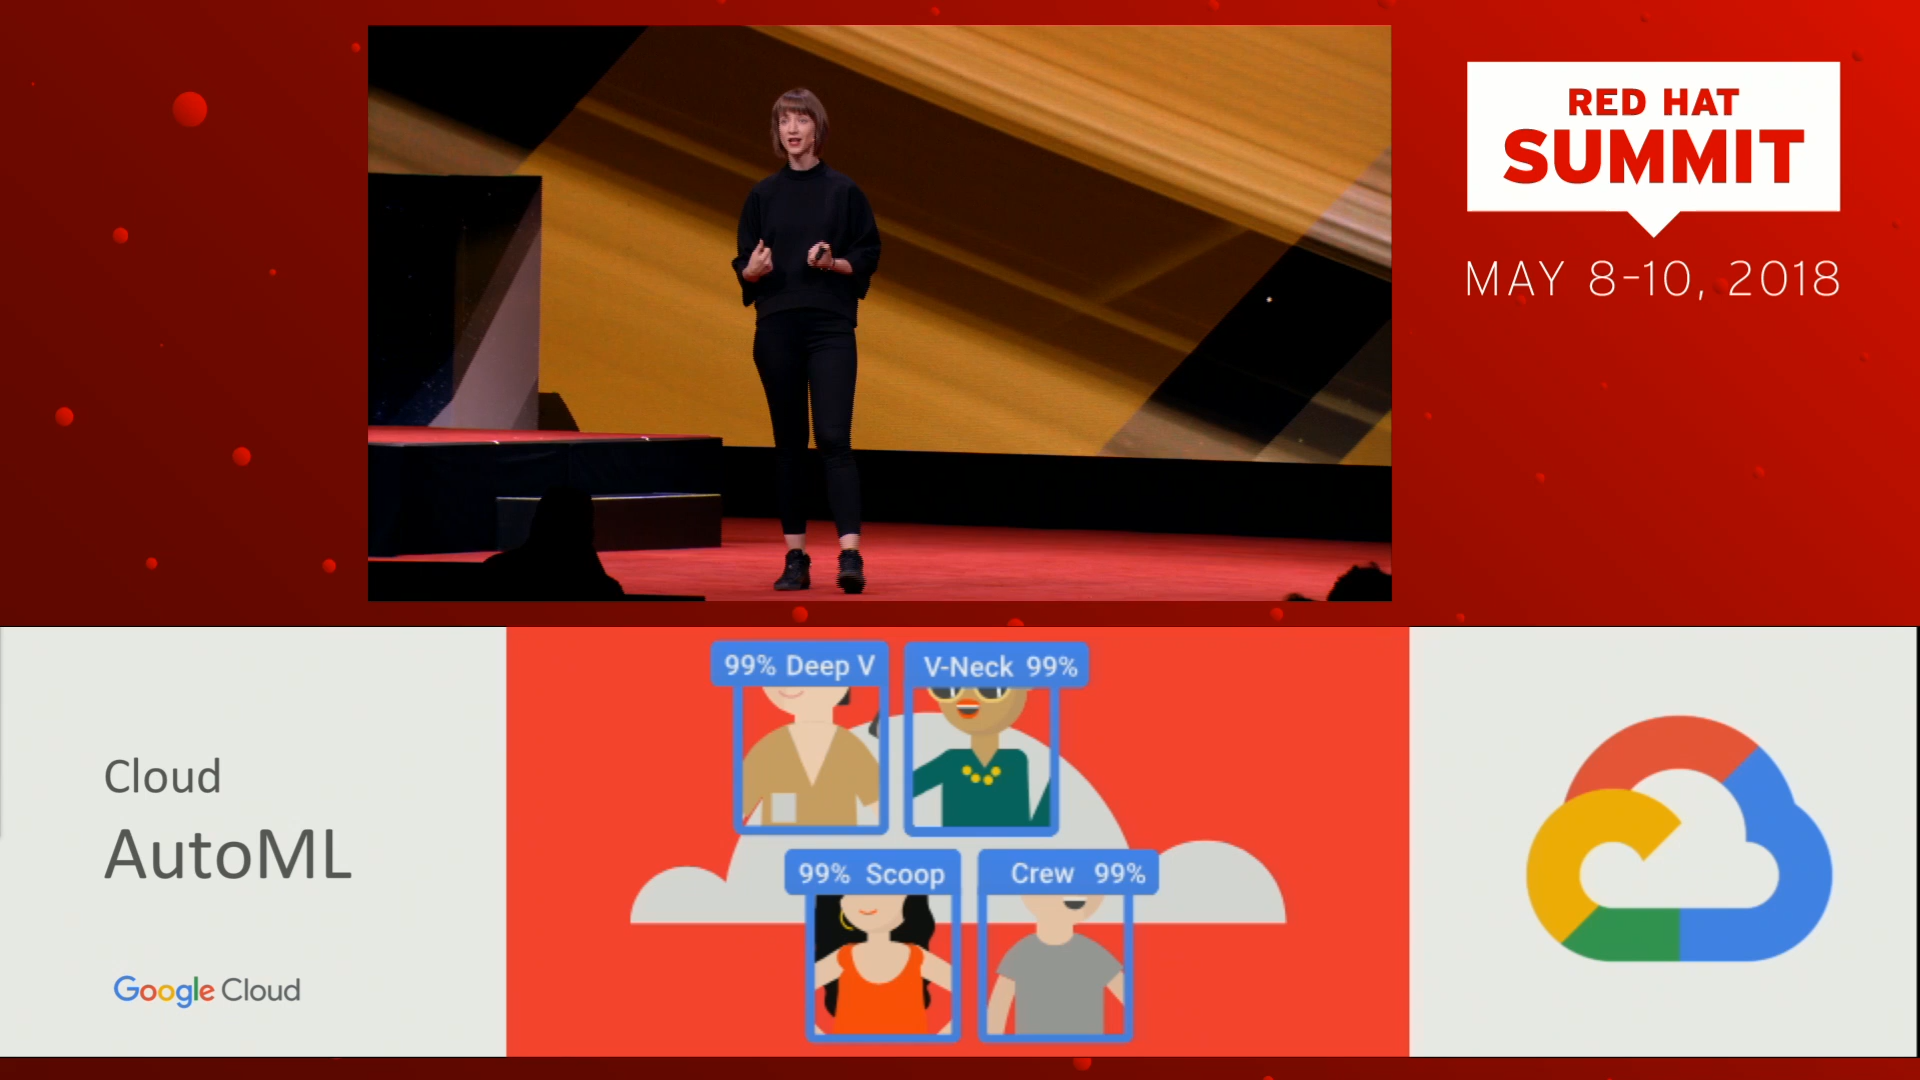 RED HAT
SUMMIT
MAY 8-10, 2018
99% Deep V
V-Neck 99%
Cloud
AutoML
99% Scoop
Crew 99%
Google Cloud